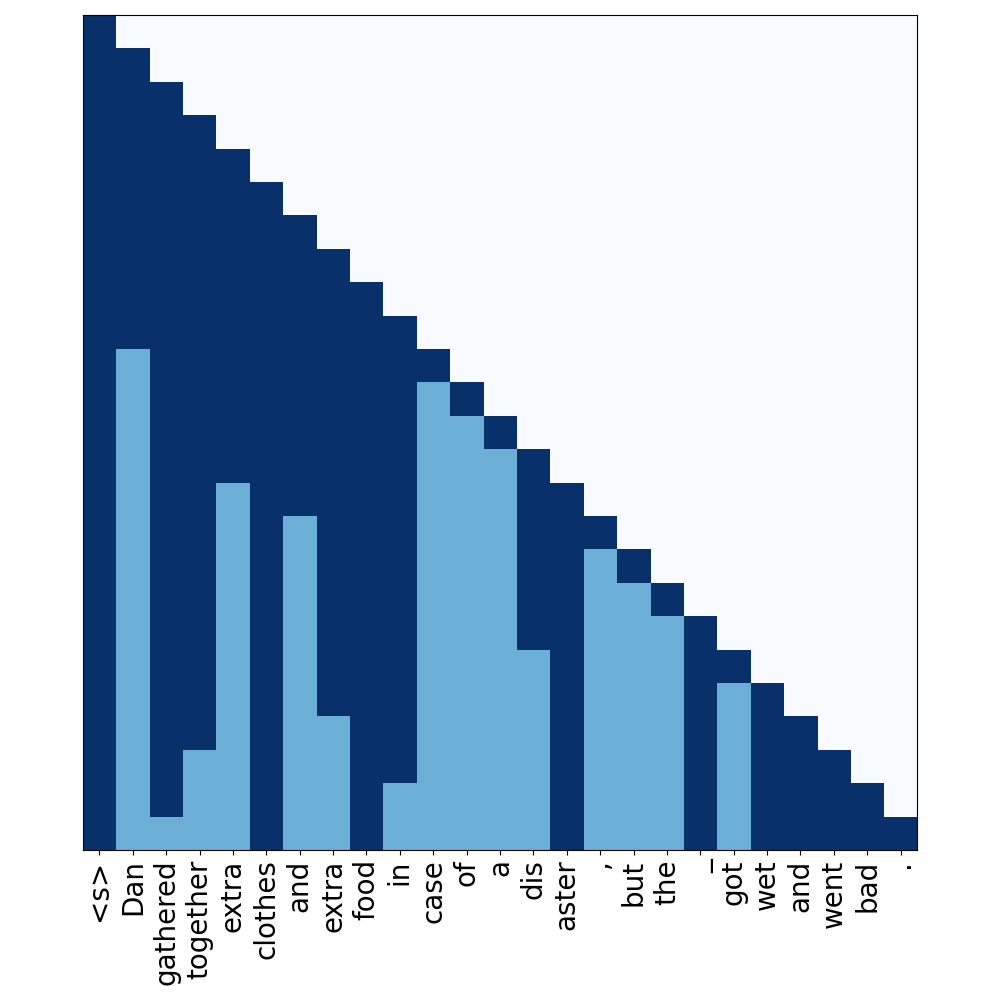 <s> Dan gathered together extra clothes and extra food in case of a dis aster , but the _ got wet and went bad .